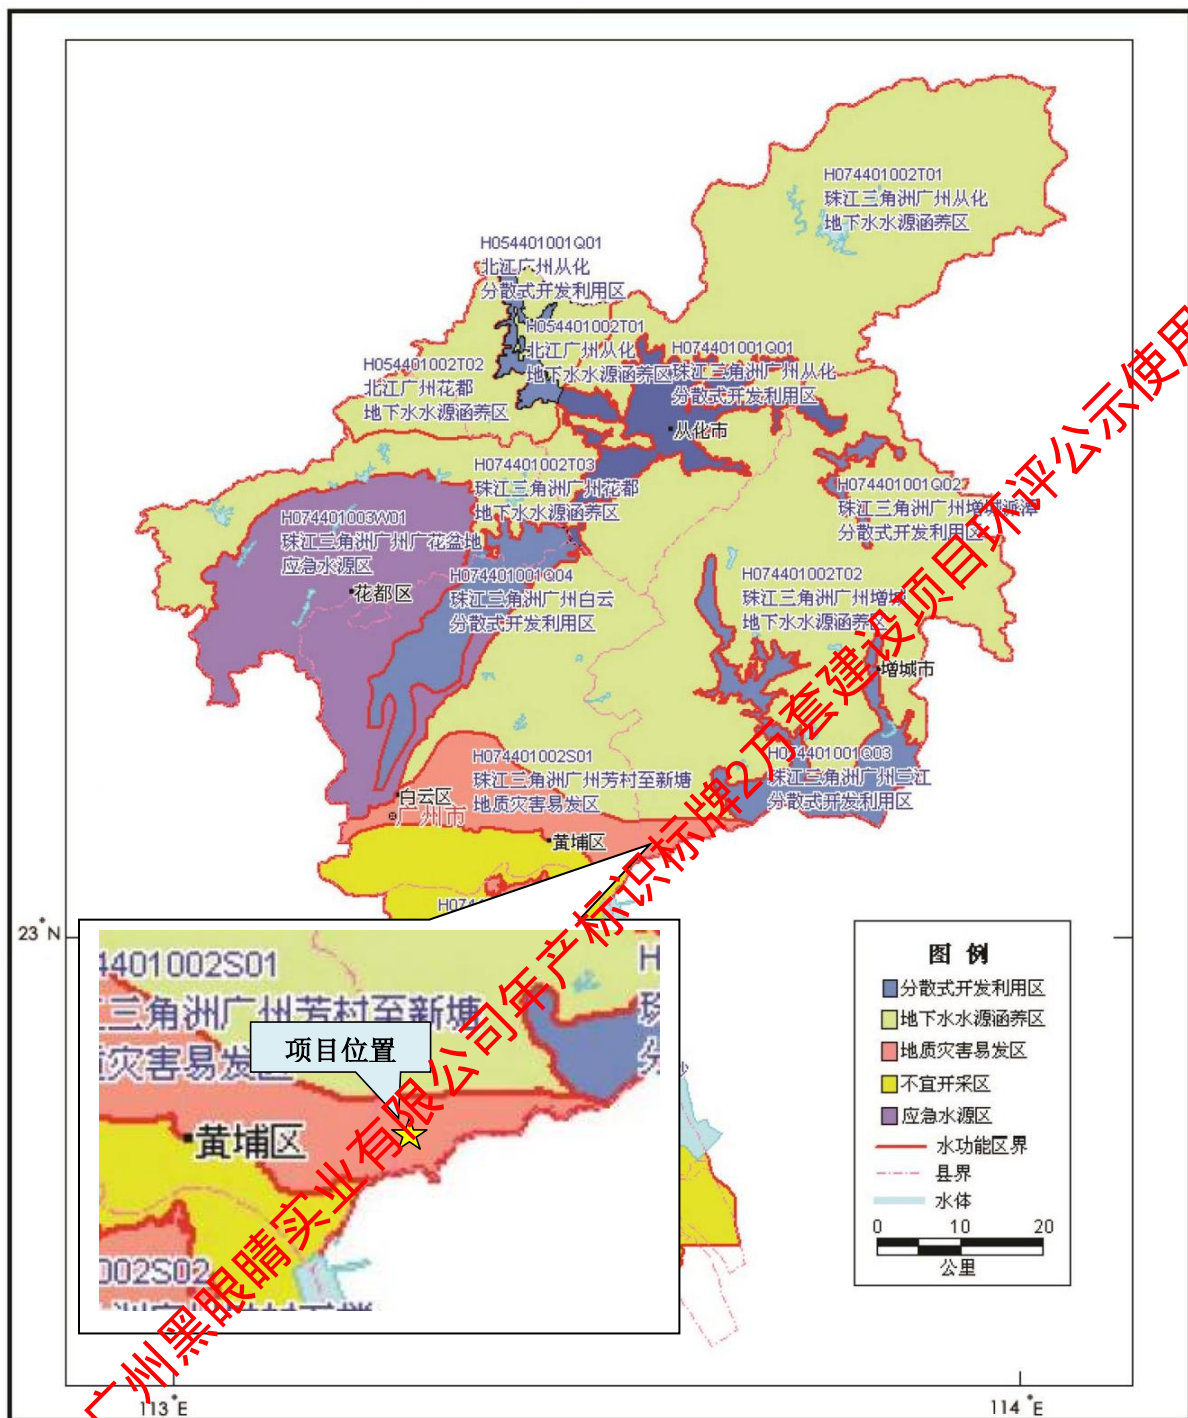 H074401002T01
珠江三角洲广州从化
地下水水源涵养区
H054401001Q01
北江广州从化
分散式开发利用区
H054401002T01
北江广州从化
地下水水源涵养区
H074401001Q01
珠江三角洲广州从化
分散式开发利用区
H054401002T02
北江广州花都
地下水水源涵养区
从化市
H074401002T03
珠江三角洲广州花都
地下水水源涵养区
H074401001Q02
珠江三角洲广州增城派潭
分散式开发利用区
H074401003W01
珠江三角洲广州广花盆地
应急水源区
花都区
H074401001Q04
珠江三角洲广州白云
分散式开发利用区
H074401002T02
珠江三角洲广州增城
地下水水源涵养区
增城市
H074401002S01
珠江三角洲广州芳村至新塘
地质灾害易发区
H054401001Q03
珠江三角洲广州三江
分散式开发利用区
白云区
广州市
黄埔区
H074
23°N
4401002S01
三角洲广州芳村至新塘
灾害易发区
项目位置
黄埔区
002S02
图 例
分散式开发利用区
地下水水源涵养区
地质灾害易发区
不宜开采区
应急水源区
水功能区界
县界
水体
0 10 20
公里
113°E
114°E
广州黑眼睛实业有限公司年产标识标牌2万套建设项目环评公示使用